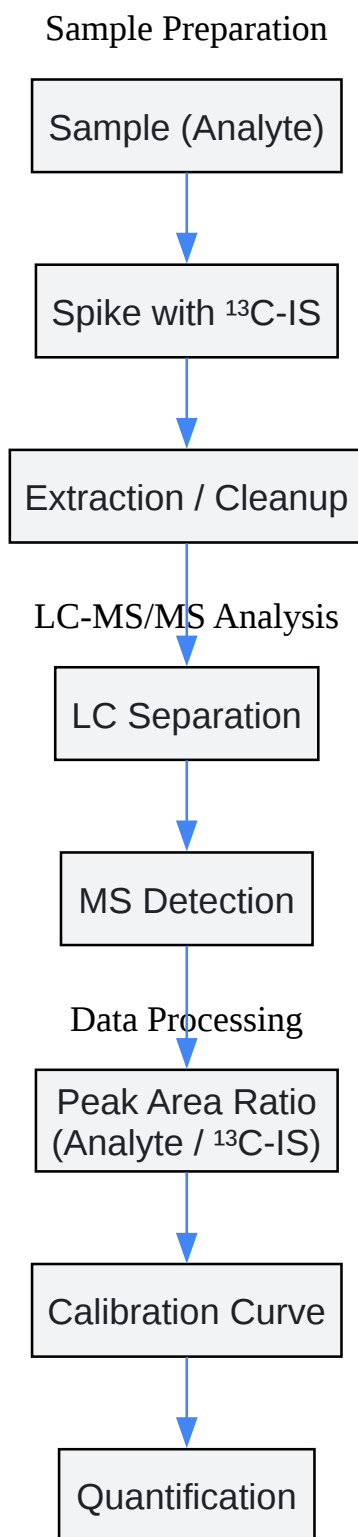 Sample Preparation
Sample (Analyte)
Spike with ¹³C-IS
Extraction / Cleanup
LC-MS/MS Analysis
LC Separation
MS Detection
Data Processing
Peak Area Ratio
(Analyte / ¹³C-IS)
Calibration Curve
Quantification